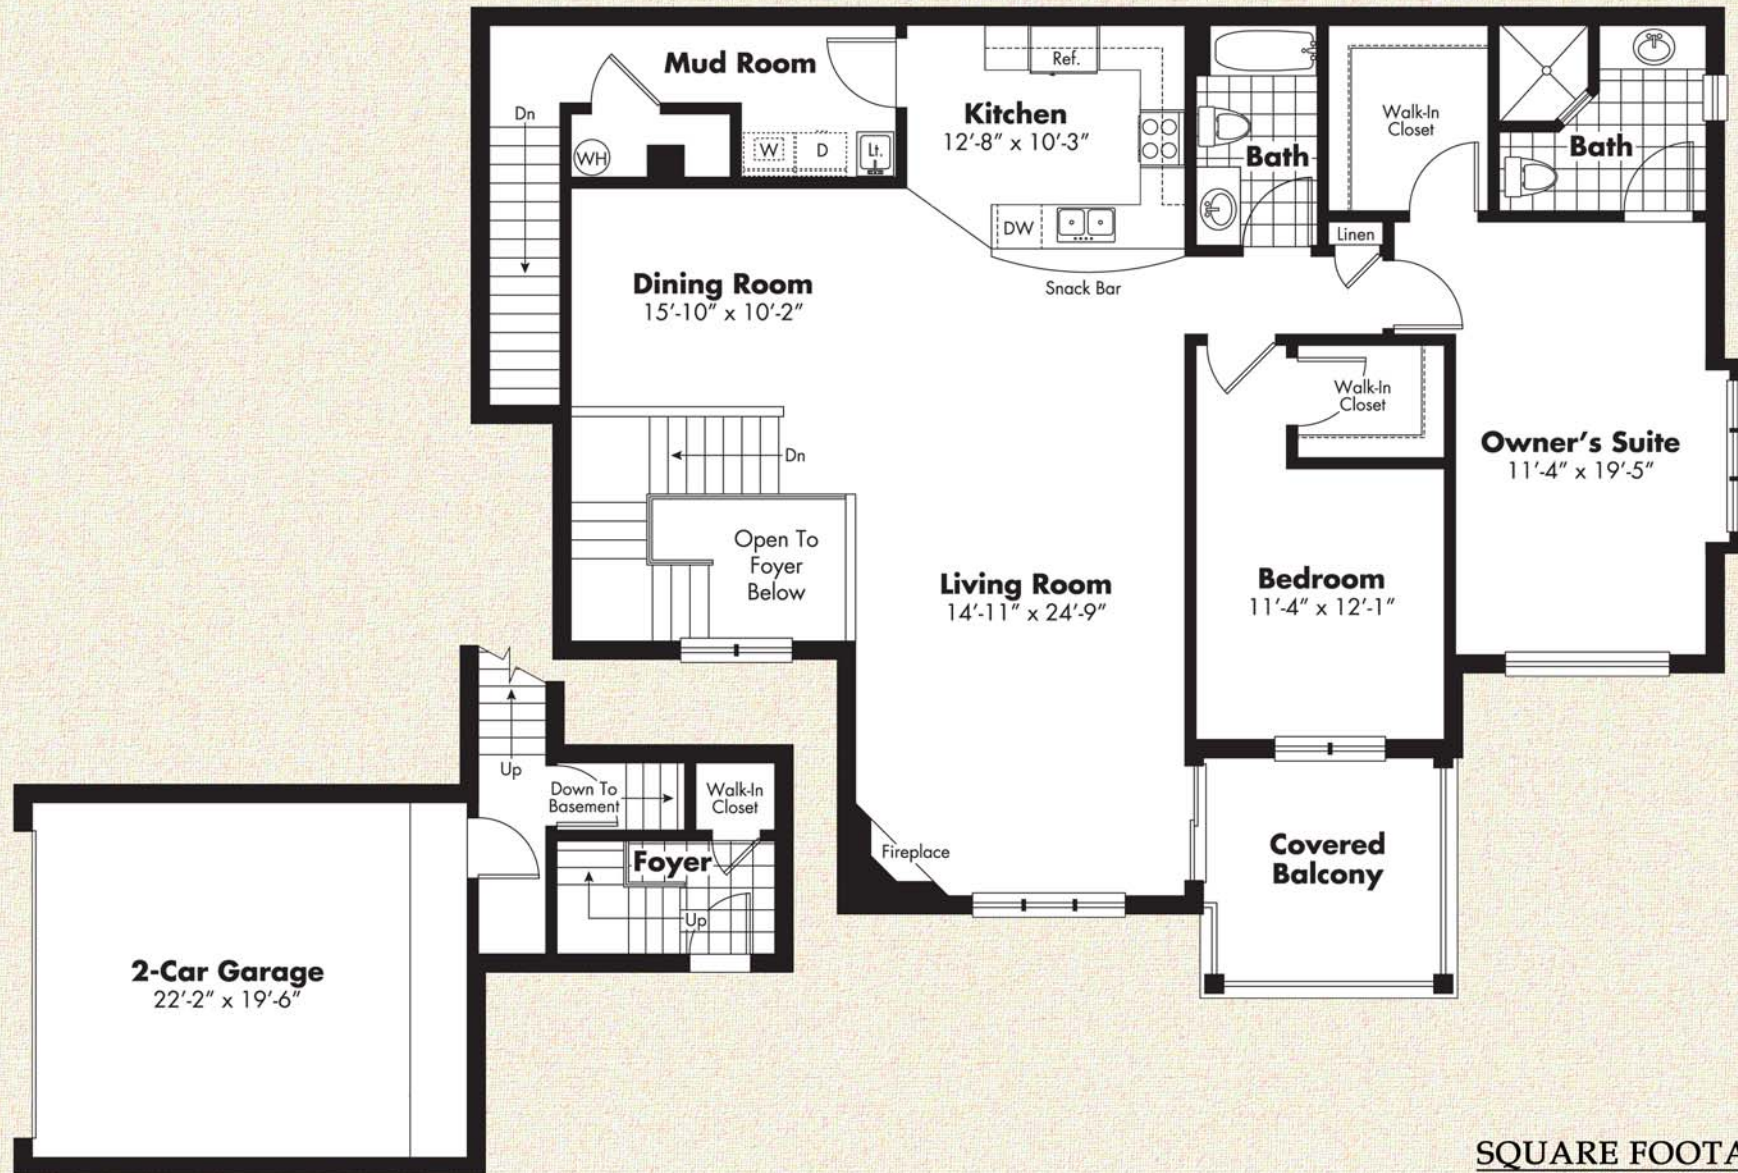 Mud Room
Dn
WH
W
D
Lt.
Kitchen
12'-8" x 10'-3"
Ref.
DW
Snack Bar
Bath
Walk-In
Closet
Bath
Linen
Dining Room
15'-10" x 10'-2"
Dn
Open To
Foyer
Below
Living Room
14'-11" x 24'-9"
Fireplace
Walk-In
Closet
Bedroom
11'-4" x 12'-1"
Owner's Suite
11'-4" x 19'-5"
Covered
Balcony
Up
Down To
Basement
Walk-In
Closet
Foyer
Up
2-Car Garage
22'-2" x 19'-6"
SQUARE FOOTA